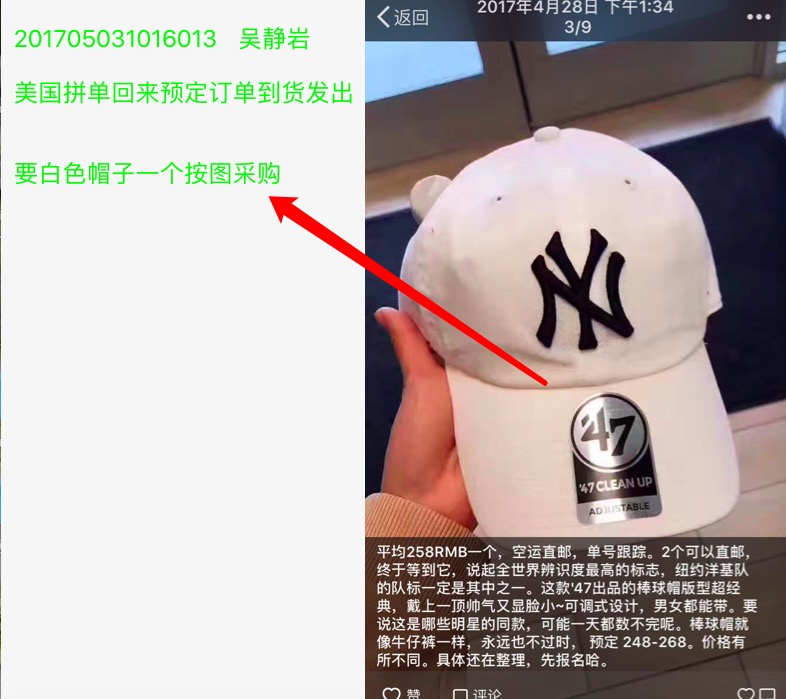 201705031016013 吴静岩
美国拼单回来预定订单到货发出
要白色帽子一个按图采购
返回
2017年4月28日 下午1:34
3/9
NY
47
'47 CLEAN UP
ADJUSTABLE
平均258RMB一个，空运直邮，单号跟踪。2个可以直邮，
终于等到它，说起全世界辨识度最高的标志，纽约洋基队
的队标一定是其中之一。这款'47出品的棒球帽版型超经
典，戴上一顶帅气又显脸小~可调式设计，男女都能带。要
说这是哪些明星的同款，可能一天都数不完呢。棒球帽就
像牛仔裤一样，永远也不过时， 预定 248-268。价格有
所不同。具体还在整理，先报名哈。
赞 评论